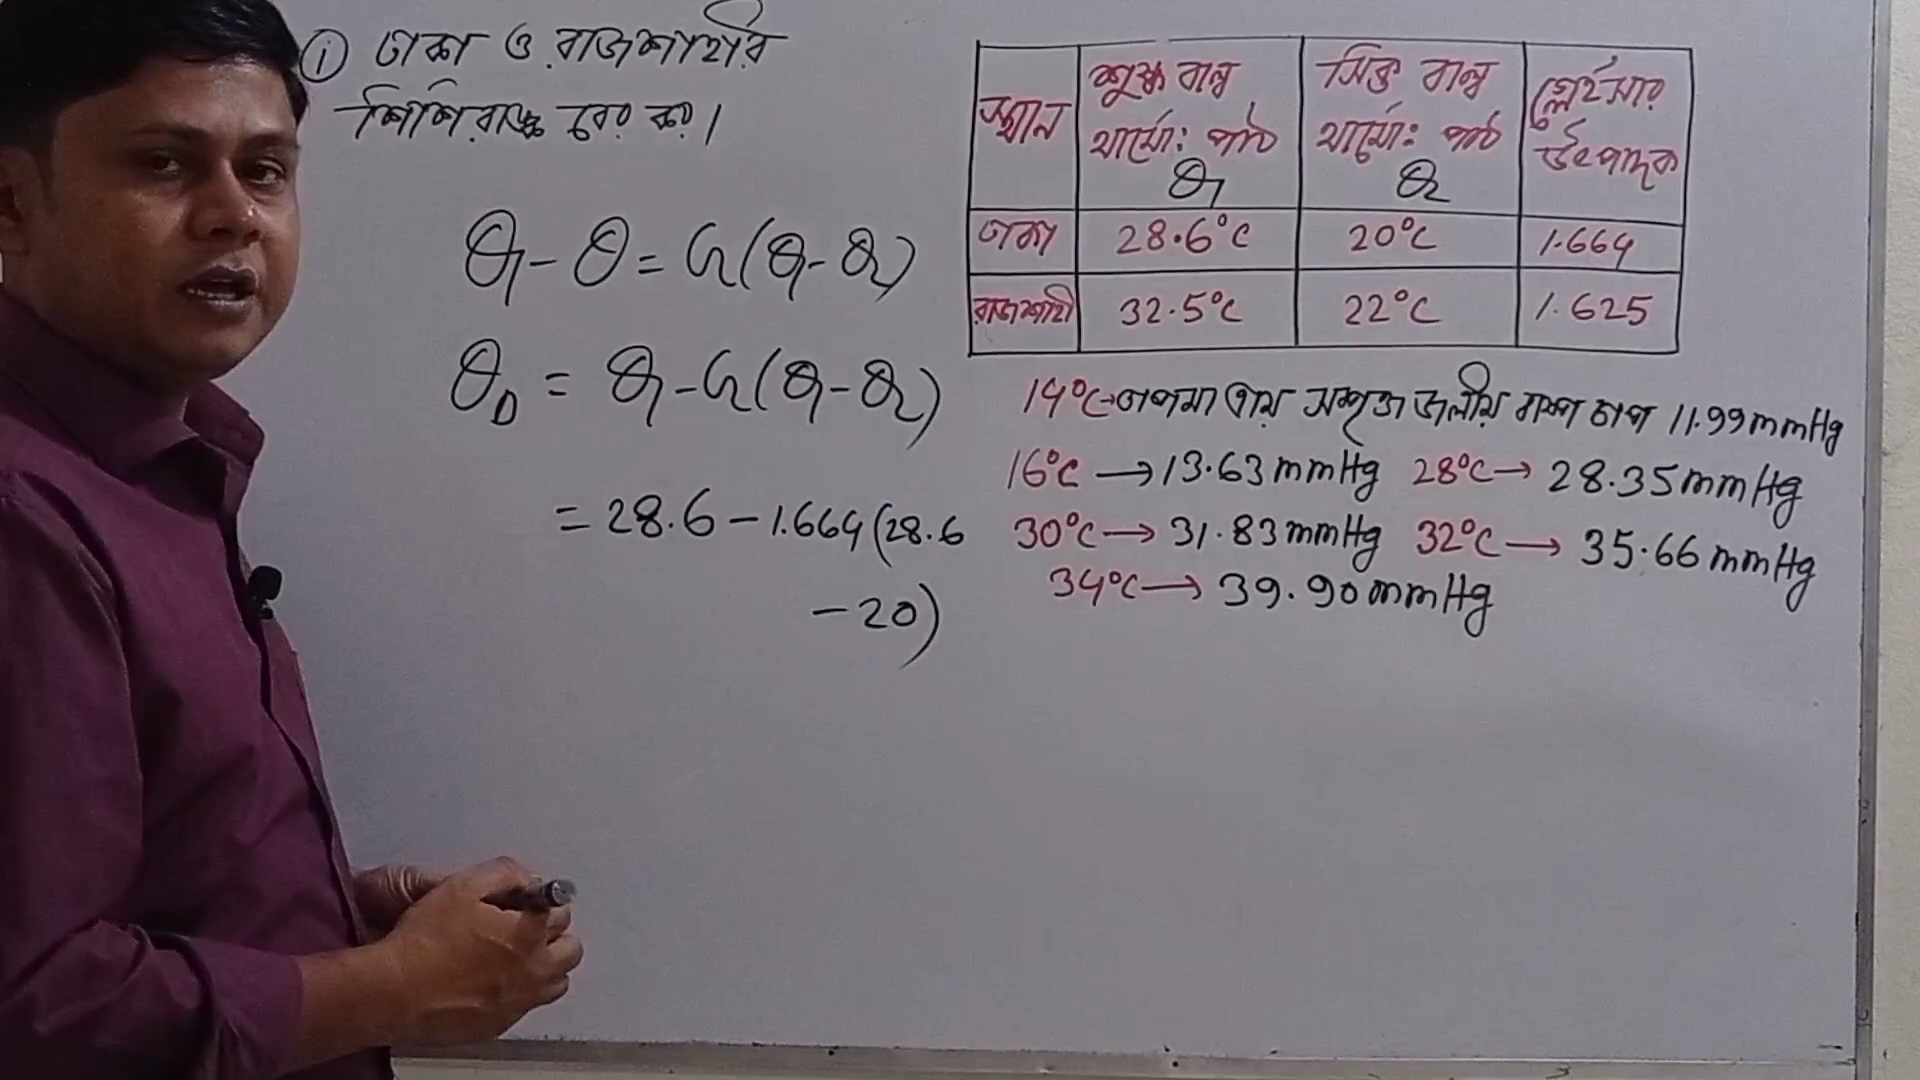 ① ঢাকা ও রাজশাহীর
শিশিরাঙ্ক বের কর।
θ₁ - θ = G(θ₁ - θ₂)
θ_D = θ₁ - G(θ₁ - θ₂)
= 28.6 - 1.664(28.6
- 20)
স্থান | শুষ্ক বাল্ব থার্মো: পাঠ θ₁ | সিক্ত বাল্ব থার্মো: পাঠ θ₂ | গ্লেইসার উৎপাদক
ঢাকা | 28.6°C | 20°C | 1.664
রাজশাহী | 32.5°C | 22°C | 1.625
14°C তাপমাত্রায় সম্পৃক্ত জলীয় বাষ্প চাপ 11.99mmHg
16°C → 13.63mmHg 28°C → 28.35mmHg
30°C → 31.83mmHg 32°C → 35.66mmHg
34°C → 39.90mmHg